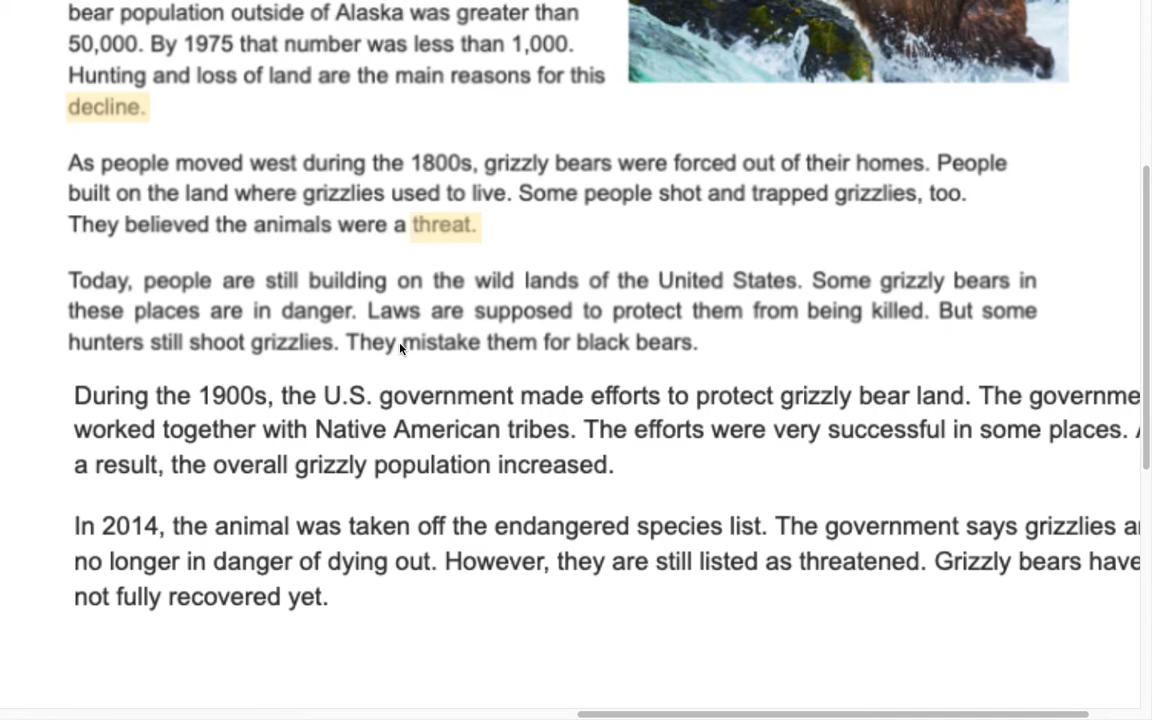 bear population outside of Alaska was greater than
50,000. By 1975 that number was less than 1,000.
Hunting and loss of land are the main reasons for this
decline.
As people moved west during the 1800s, grizzly bears were forced out of their homes. People
built on the land where grizzlies used to live. Some people shot and trapped grizzlies, too.
They believed the animals were a threat.
Today, people are still building on the wild lands of the United States. Some grizzly bears in
these places are in danger. Laws are supposed to protect them from being killed. But some
hunters still shoot grizzlies. They mistake them for black bears.
During the 1900s, the U.S. government made efforts to protect grizzly bear land. The governme
worked together with Native American tribes. The efforts were very successful in some places.
a result, the overall grizzly population increased.
In 2014, the animal was taken off the endangered species list. The government says grizzlies
no longer in danger of dying out. However, they are still listed as threatened. Grizzly bears have
not fully recovered yet.